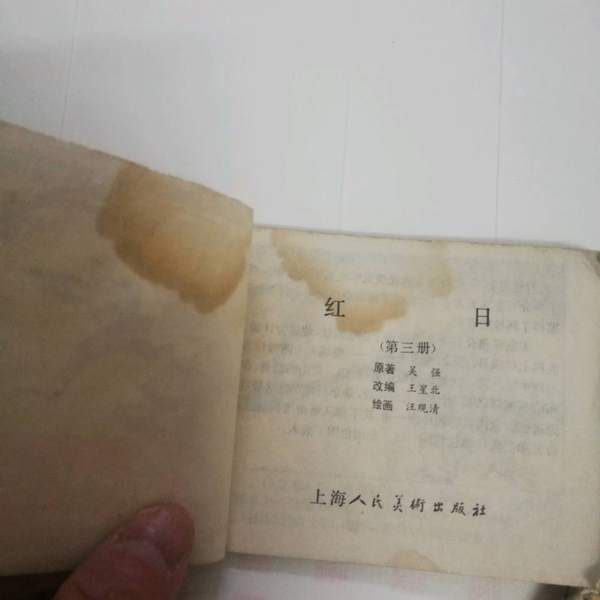 红 日
(第三册)
原著 吴 强
改编 王星北
绘画 汪观清
上海人民美術出版社